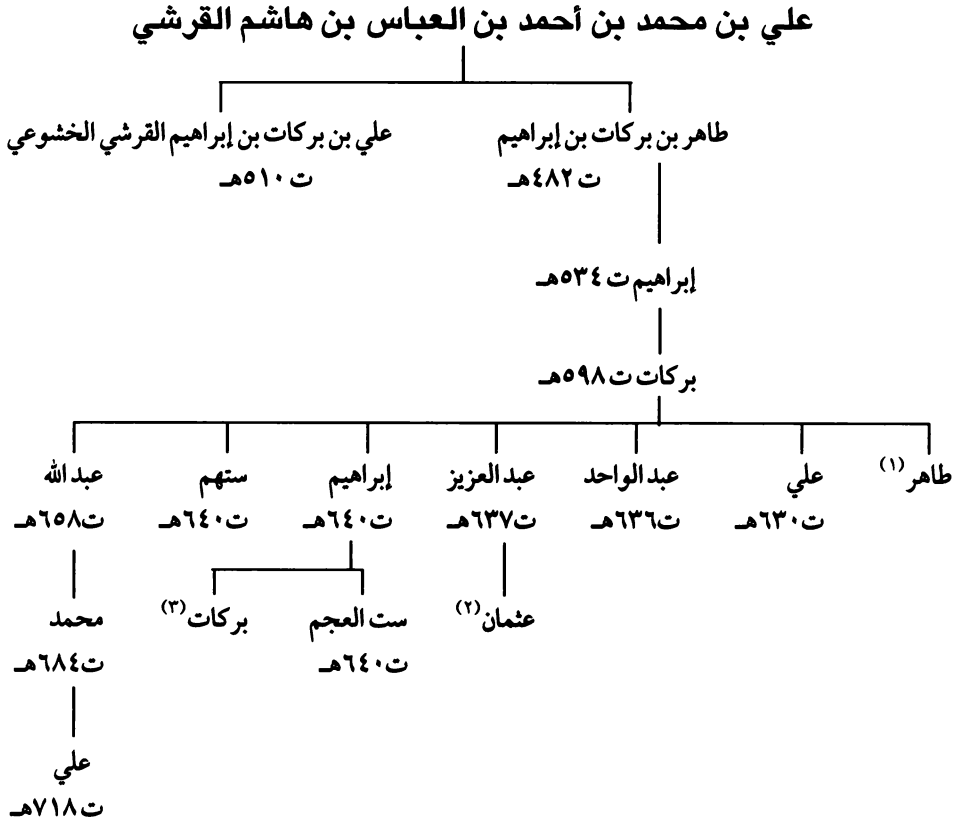 علي بن محمد بن أحمد بن العباس بن هاشم القرشي
طاهر بن بركات بن إبراهيم
ت ٤٨٢هـ
علي بن بركات بن إبراهيم القرشي الخشوعي
ت ٥١٠هـ
إبراهيم ت ٥٣٤هـ
بركات ت ٥٩٨هـ
طاهر (١)
علي
ت٦٣٠هـ
عبد الواحد
ت٦٣٦هـ
عبد العزيز
ت٦٣٧هـ
إبراهيم
ت٦٤٠هـ
ستهم
ت٦٤٠هـ
عبد الله
ت٦٥٨هـ
عثمان (٢)
ست العجم
ت٦٤٠هـ
بركات (٣)
محمد
ت٦٨٤هـ
علي
ت٧١٨هـ